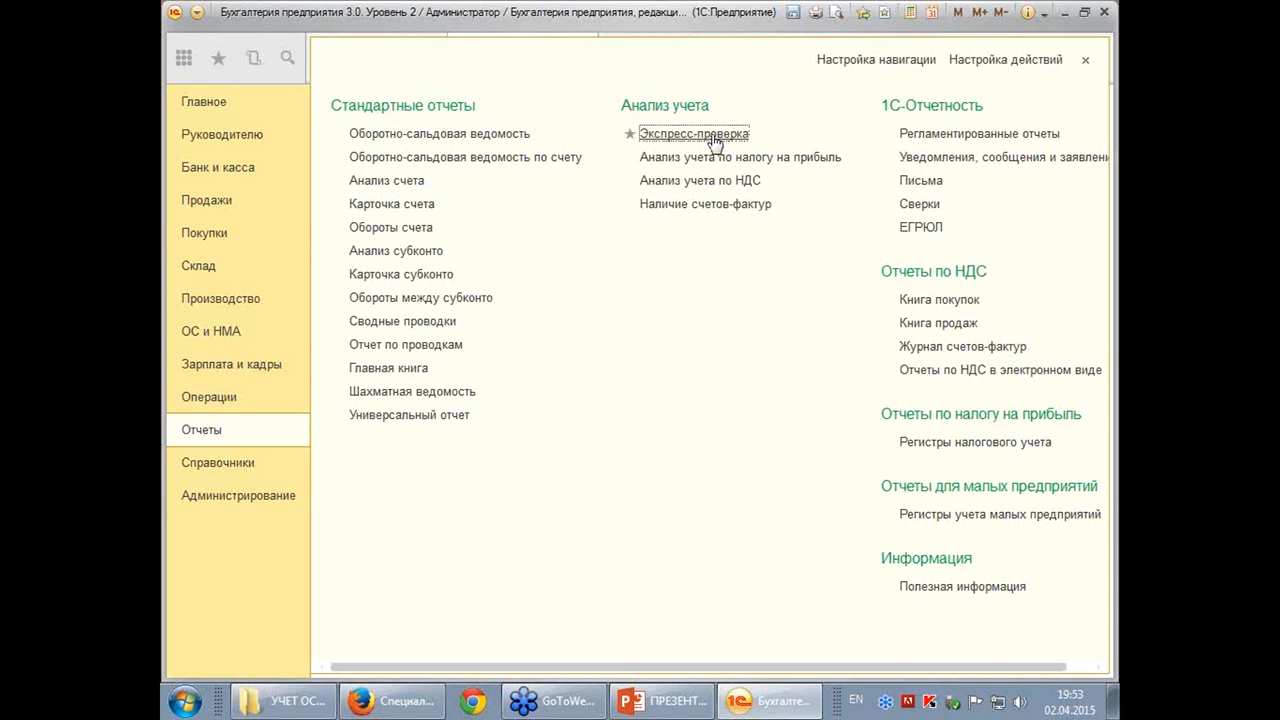 Бухгалтерия предприятия 3.0. Уровень 2 / Администратор / Бухгалтерия предприятия, редакци... (1С:Предприятие)
M M+ M-
Настройка навигации Настройка действий
Главное
Руководителю
Банк и касса
Продажи
Покупки
Склад
Производство
ОС и НМА
Зарплата и кадры
Операции
Отчеты
Справочники
Администрирование
Стандартные отчеты
Оборотно-сальдовая ведомость
Оборотно-сальдовая ведомость по счету
Анализ счета
Карточка счета
Обороты счета
Анализ субконто
Карточка субконто
Обороты между субконто
Сводные проводки
Отчет по проводкам
Главная книга
Шахматная ведомость
Универсальный отчет
Анализ учета
Экспресс-проверка
Анализ учета по налогу на прибыль
Анализ учета по НДС
Наличие счетов-фактур
1С-Отчетность
Регламентированные отчеты
Уведомления, сообщения и заявлени
Письма
Сверки
ЕГРЮЛ
Отчеты по НДС
Книга покупок
Книга продаж
Журнал счетов-фактур
Отчеты по НДС в электронном виде
Отчеты по налогу на прибыль
Регистры налогового учета
Отчеты для малых предприятий
Регистры учета малых предприятий
Информация
Полезная информация
УЧЕТ ОС... Специал... GoToWe... ПРЕЗЕНТ... Бухгалте... EN 19:53
02.04.2015